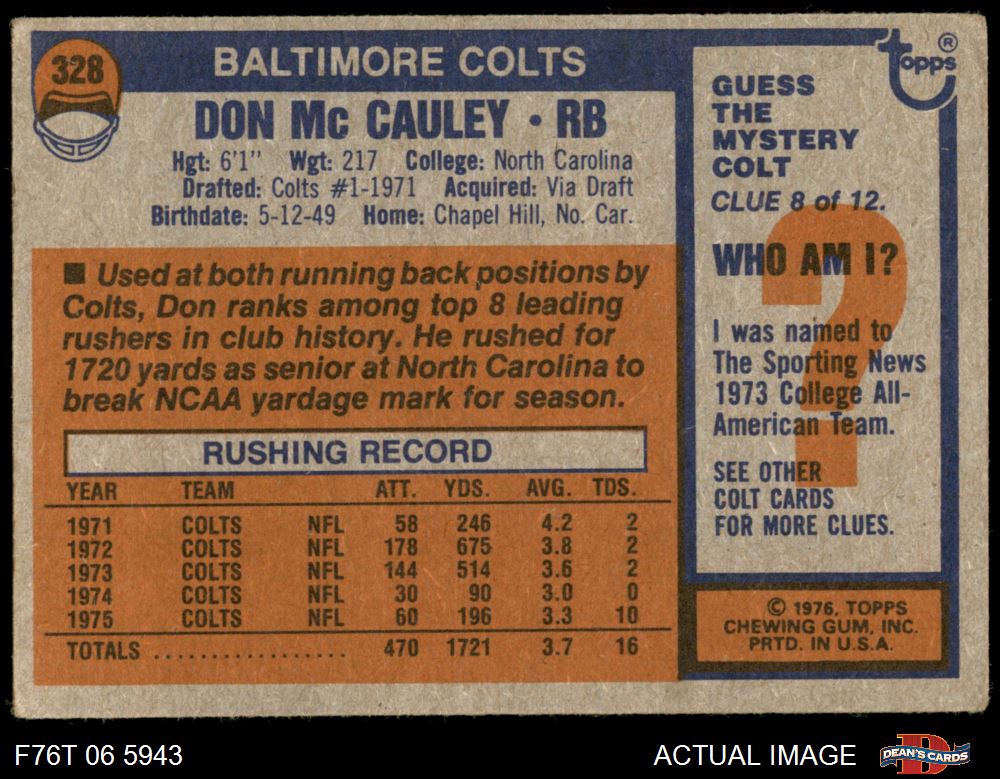 328
BALTIMORE COLTS
DON Mc CAULEY • RB
Hgt: 6'1" Wgt: 217 College: North Carolina
Drafted: Colts #1-1971 Acquired: Via Draft
Birthdate: 5-12-49 Home: Chapel Hill, No. Car.
■ Used at both running back positions by
Colts, Don ranks among top 8 leading
rushers in club history. He rushed for
1720 yards as senior at North Carolina to
break NCAA yardage mark for season.
RUSHING RECORD
YEAR TEAM ATT. YDS. AVG. TDS.
1971 COLTS NFL 58 246 4.2 2
1972 COLTS NFL 178 675 3.8 2
1973 COLTS NFL 144 514 3.6 2
1974 COLTS NFL 30 90 3.0 0
1975 COLTS NFL 60 196 3.3 10
TOTALS ................. 470 1721 3.7 16
topps ®
GUESS
THE
MYSTERY
COLT
CLUE 8 of 12.
?
WHO AM I?
I was named to
The Sporting News
1973 College All-
American Team.
SEE OTHER
COLT CARDS
FOR MORE CLUES.
© 1976, TOPPS
CHEWING GUM, INC.
PRTD. IN U.S.A.
F76T 06 5943
ACTUAL IMAGE
D
DEAN'S CARDS